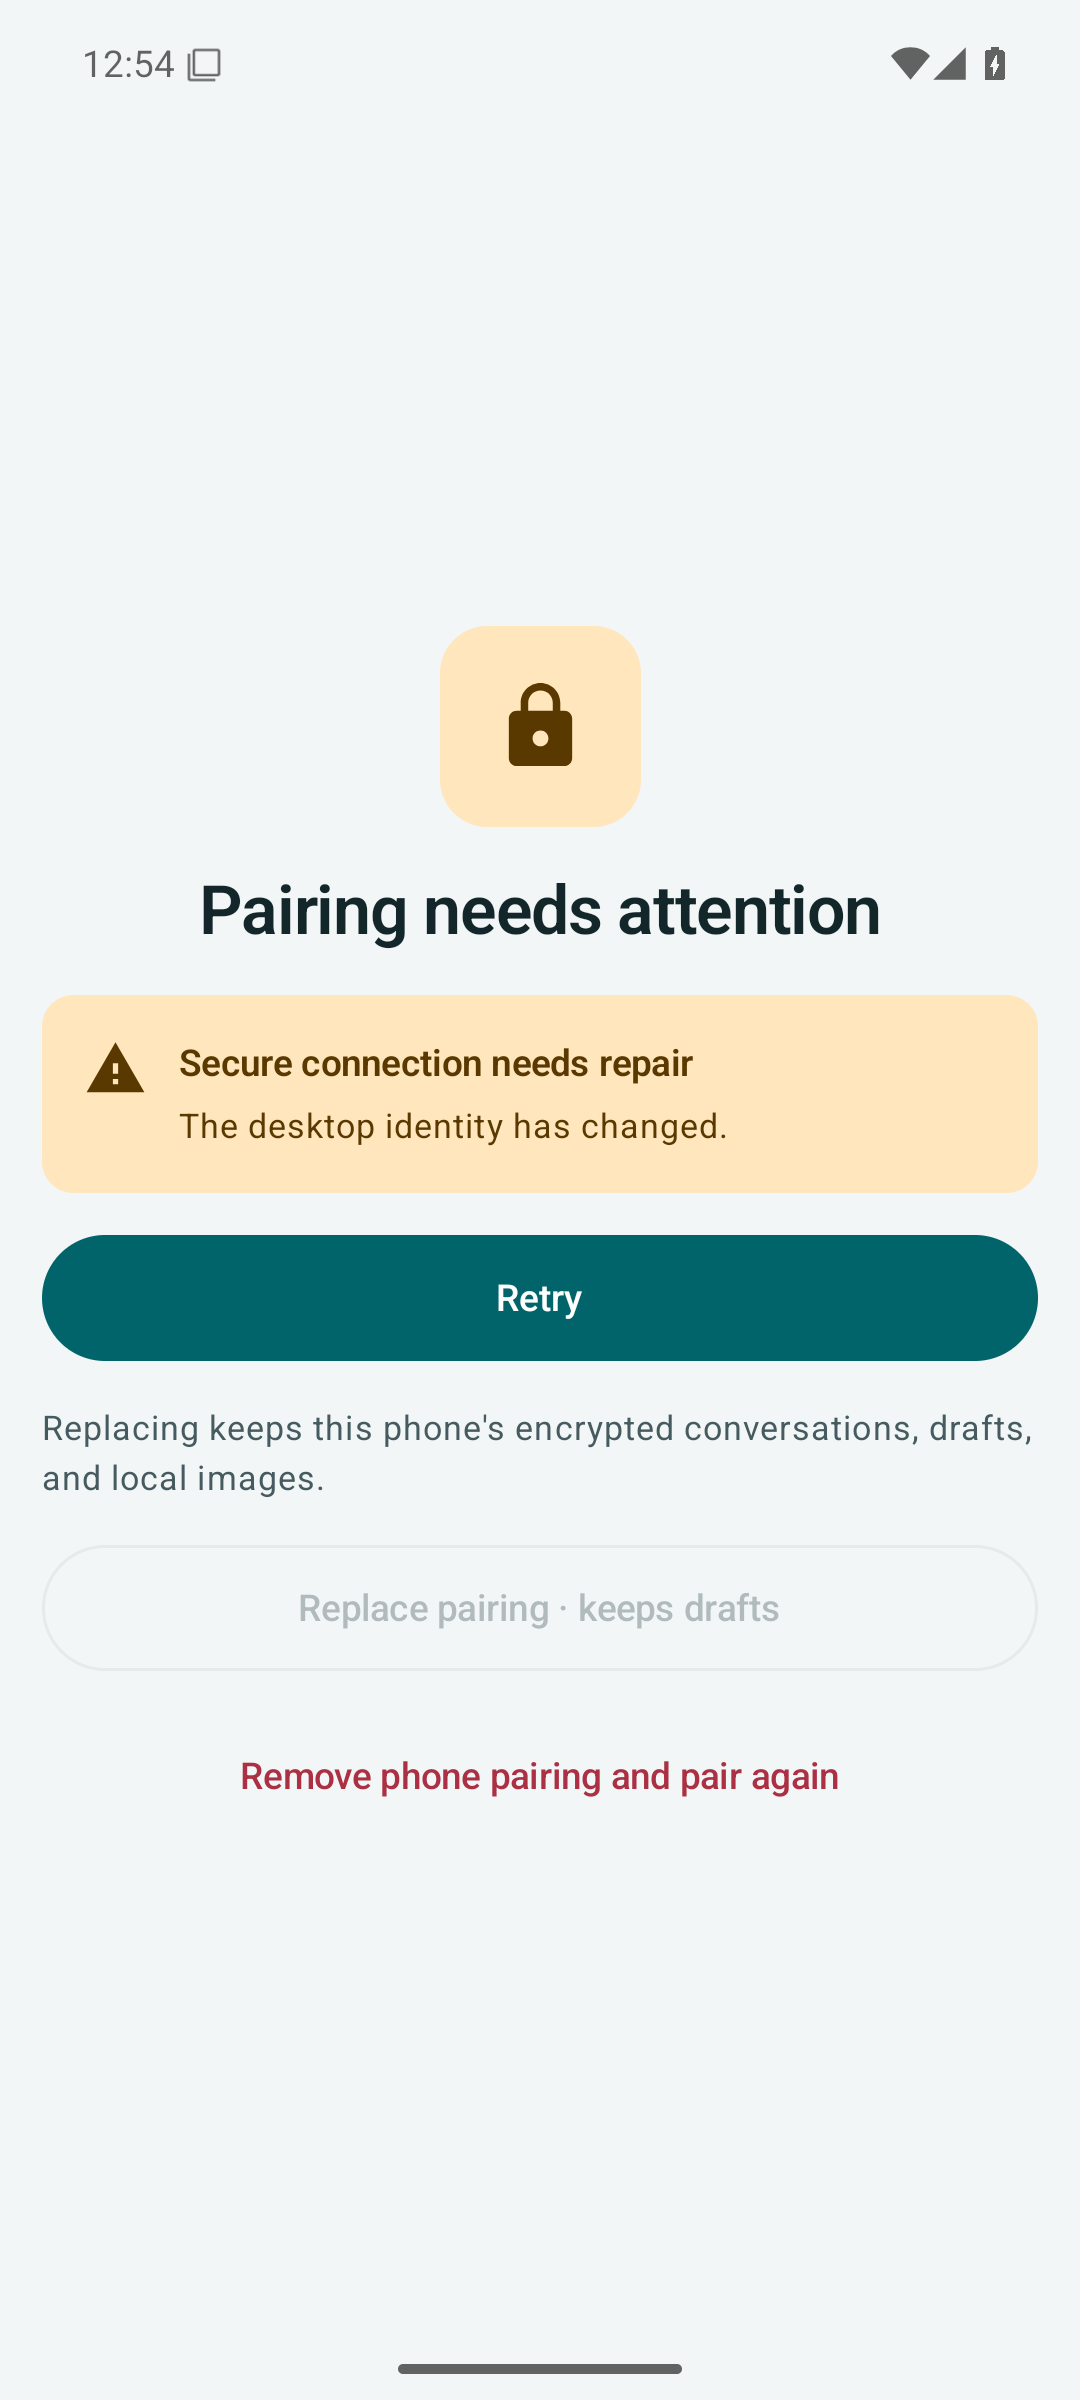 12:54
Pairing needs attention
Secure connection needs repair
The desktop identity has changed.
Retry
Replacing keeps this phone's encrypted conversations, drafts,
and local images.
Replace pairing · keeps drafts
Remove phone pairing and pair again